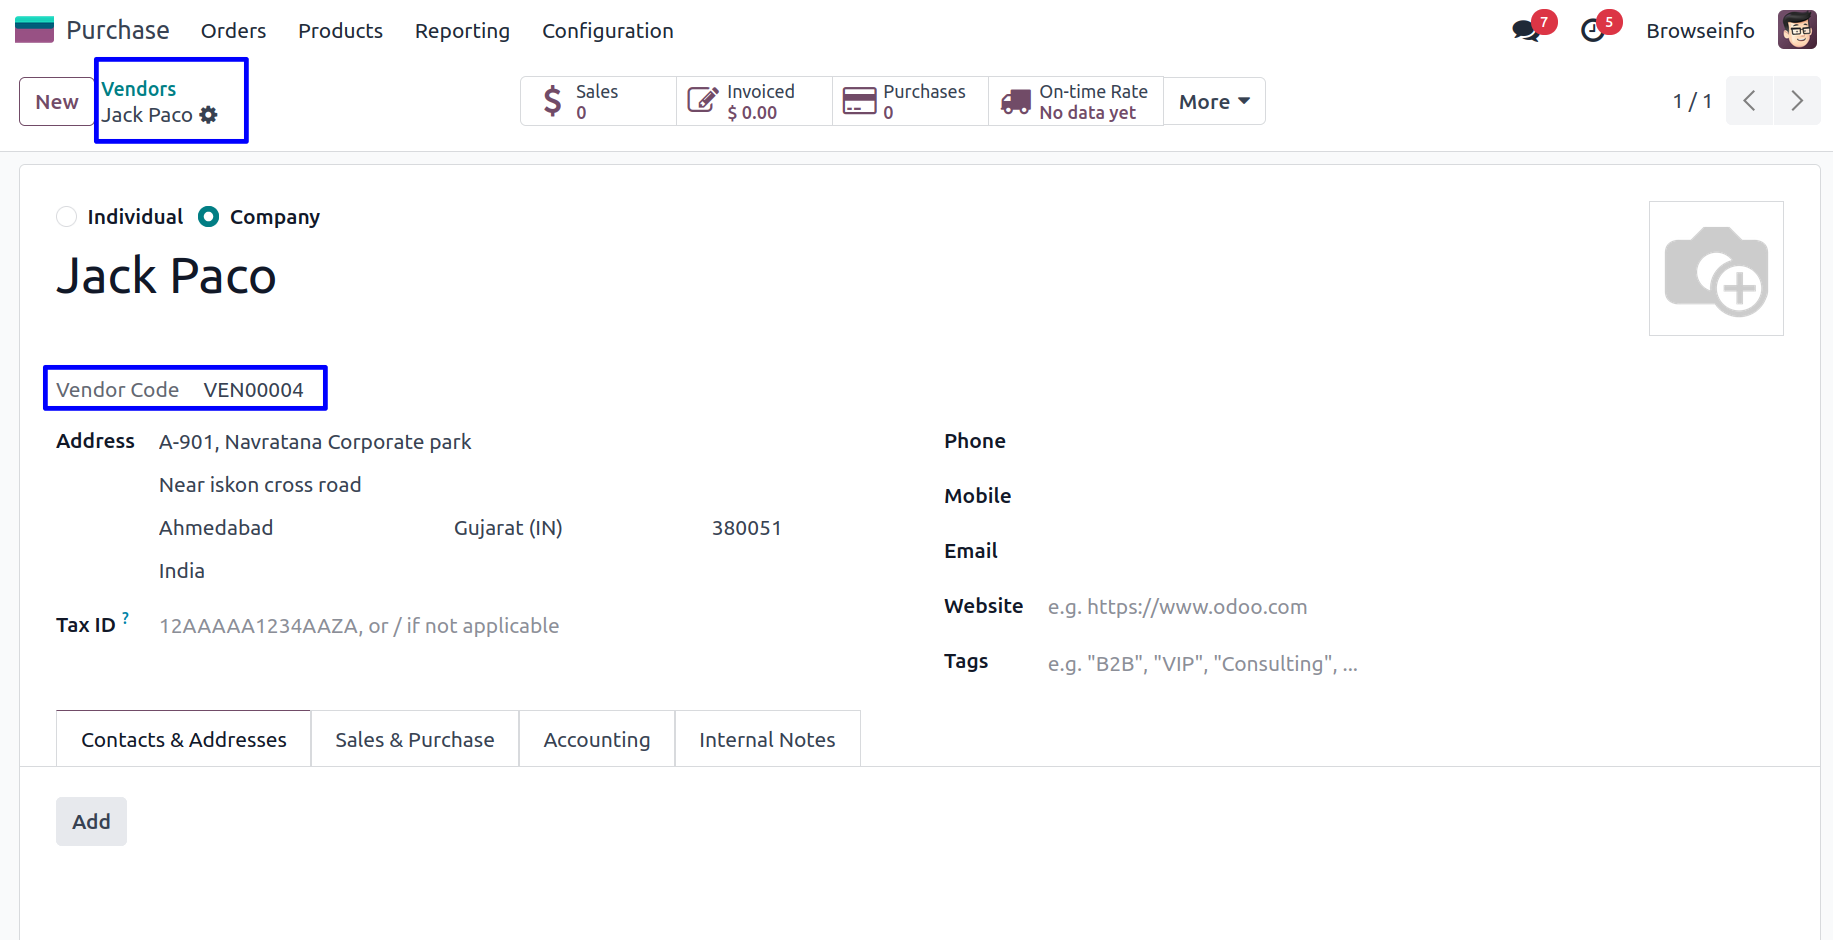 Purchase Orders Products Reporting Configuration 7 5 Browseinfo
New Vendors Jack Paco
Sales 0
Invoiced $ 0.00
Purchases 0
On-time Rate No data yet
More
1 / 1
Individual Company
Jack Paco
Vendor Code VEN00004
Address A-901, Navratana Corporate park
Near iskon cross road
Ahmedabad Gujarat (IN) 380051
India
Tax ID ? 12AAAAA1234AAZA, or / if not applicable
Phone
Mobile
Email
Website e.g. https://www.odoo.com
Tags e.g. "B2B", "VIP", "Consulting", ...
Contacts & Addresses Sales & Purchase Accounting Internal Notes
Add